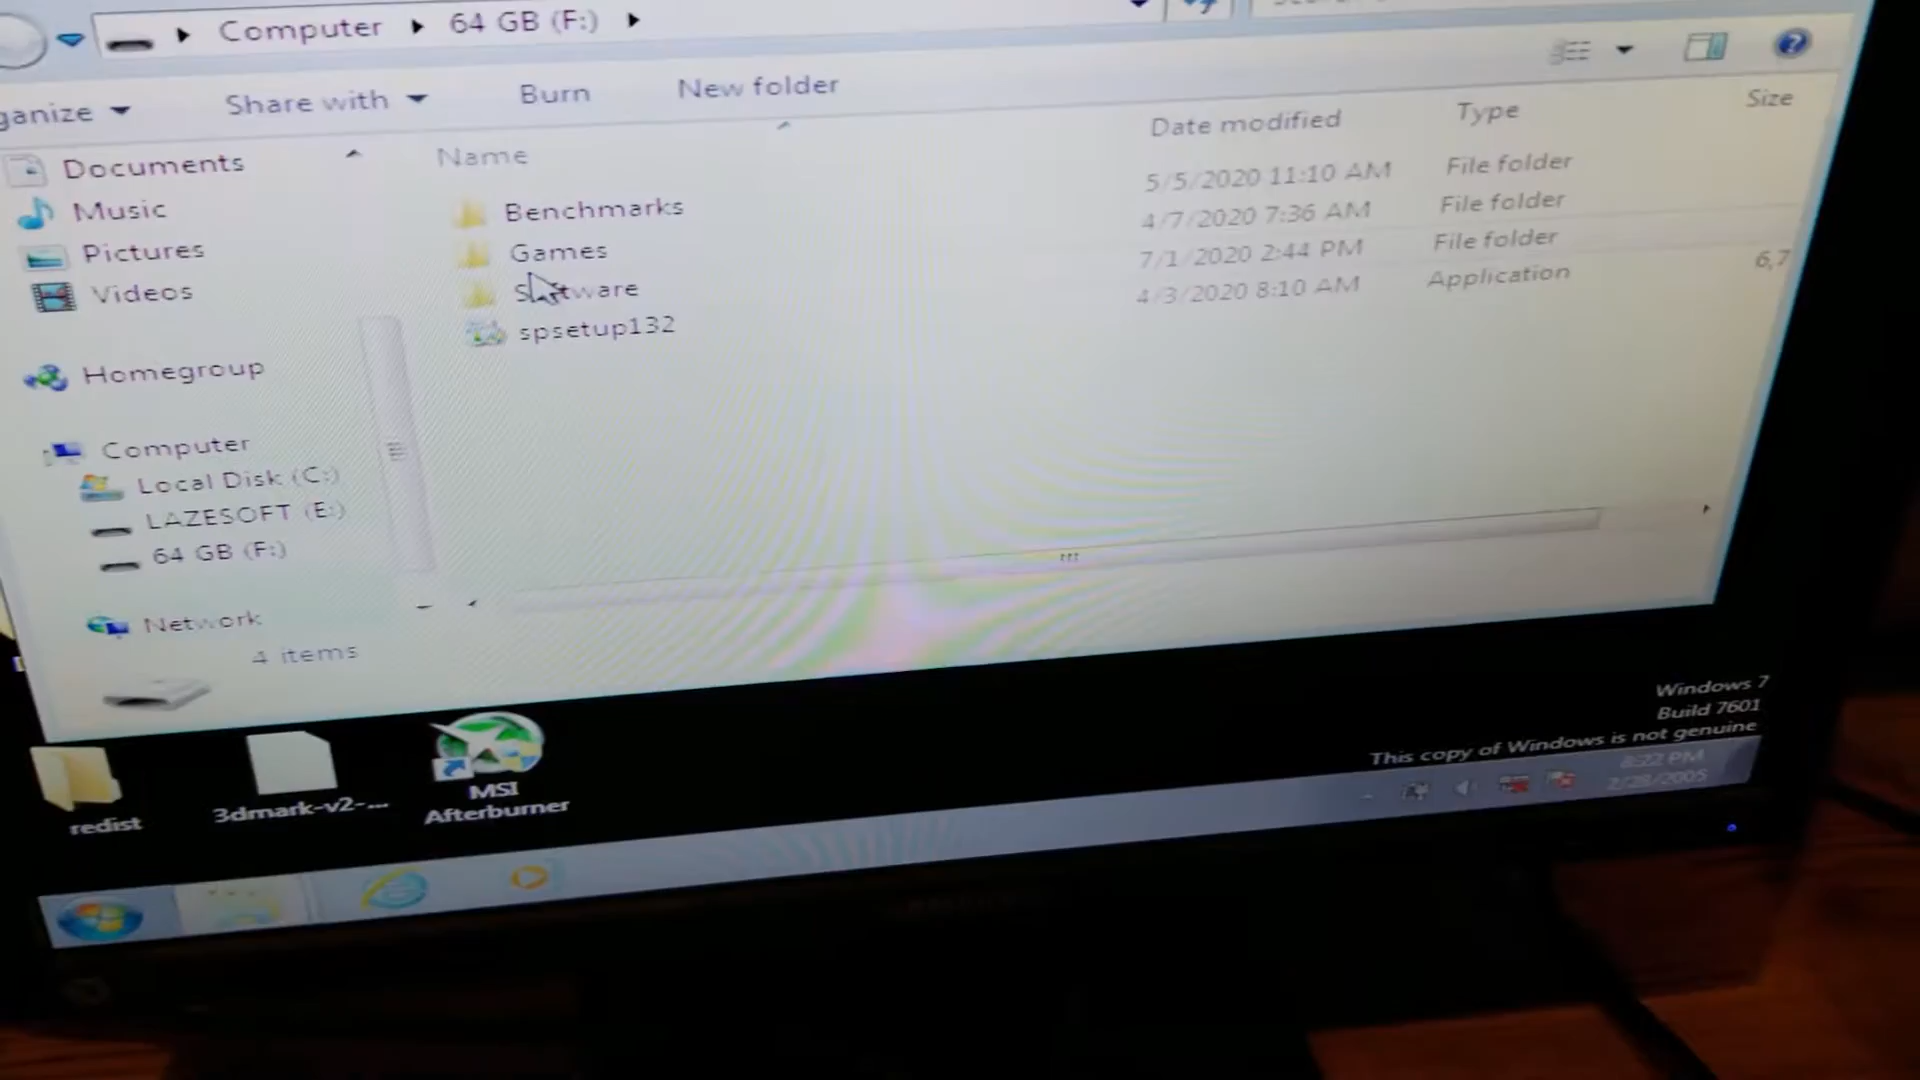 Computer ▸ 64 GB (F:) ▸
ganize
Share with
Burn
New folder
Name
Date modified
Type
Size
Documents
Music
Pictures
Videos
Homegroup
Computer
Local Disk (C:)
LAZESOFT (E:)
64 GB (F:)
Network
Benchmarks
5/5/2020 11:10 AM
File folder
Games
4/7/2020 7:36 AM
File folder
Software
7/1/2020 2:44 PM
File folder
spsetup132
4/3/2020 8:10 AM
Application
6,7
4 items
redist
3dmark-v2-...
MSI
Afterburner
Windows 7
Build 7601
This copy of Windows is not genuine
2/28/2005